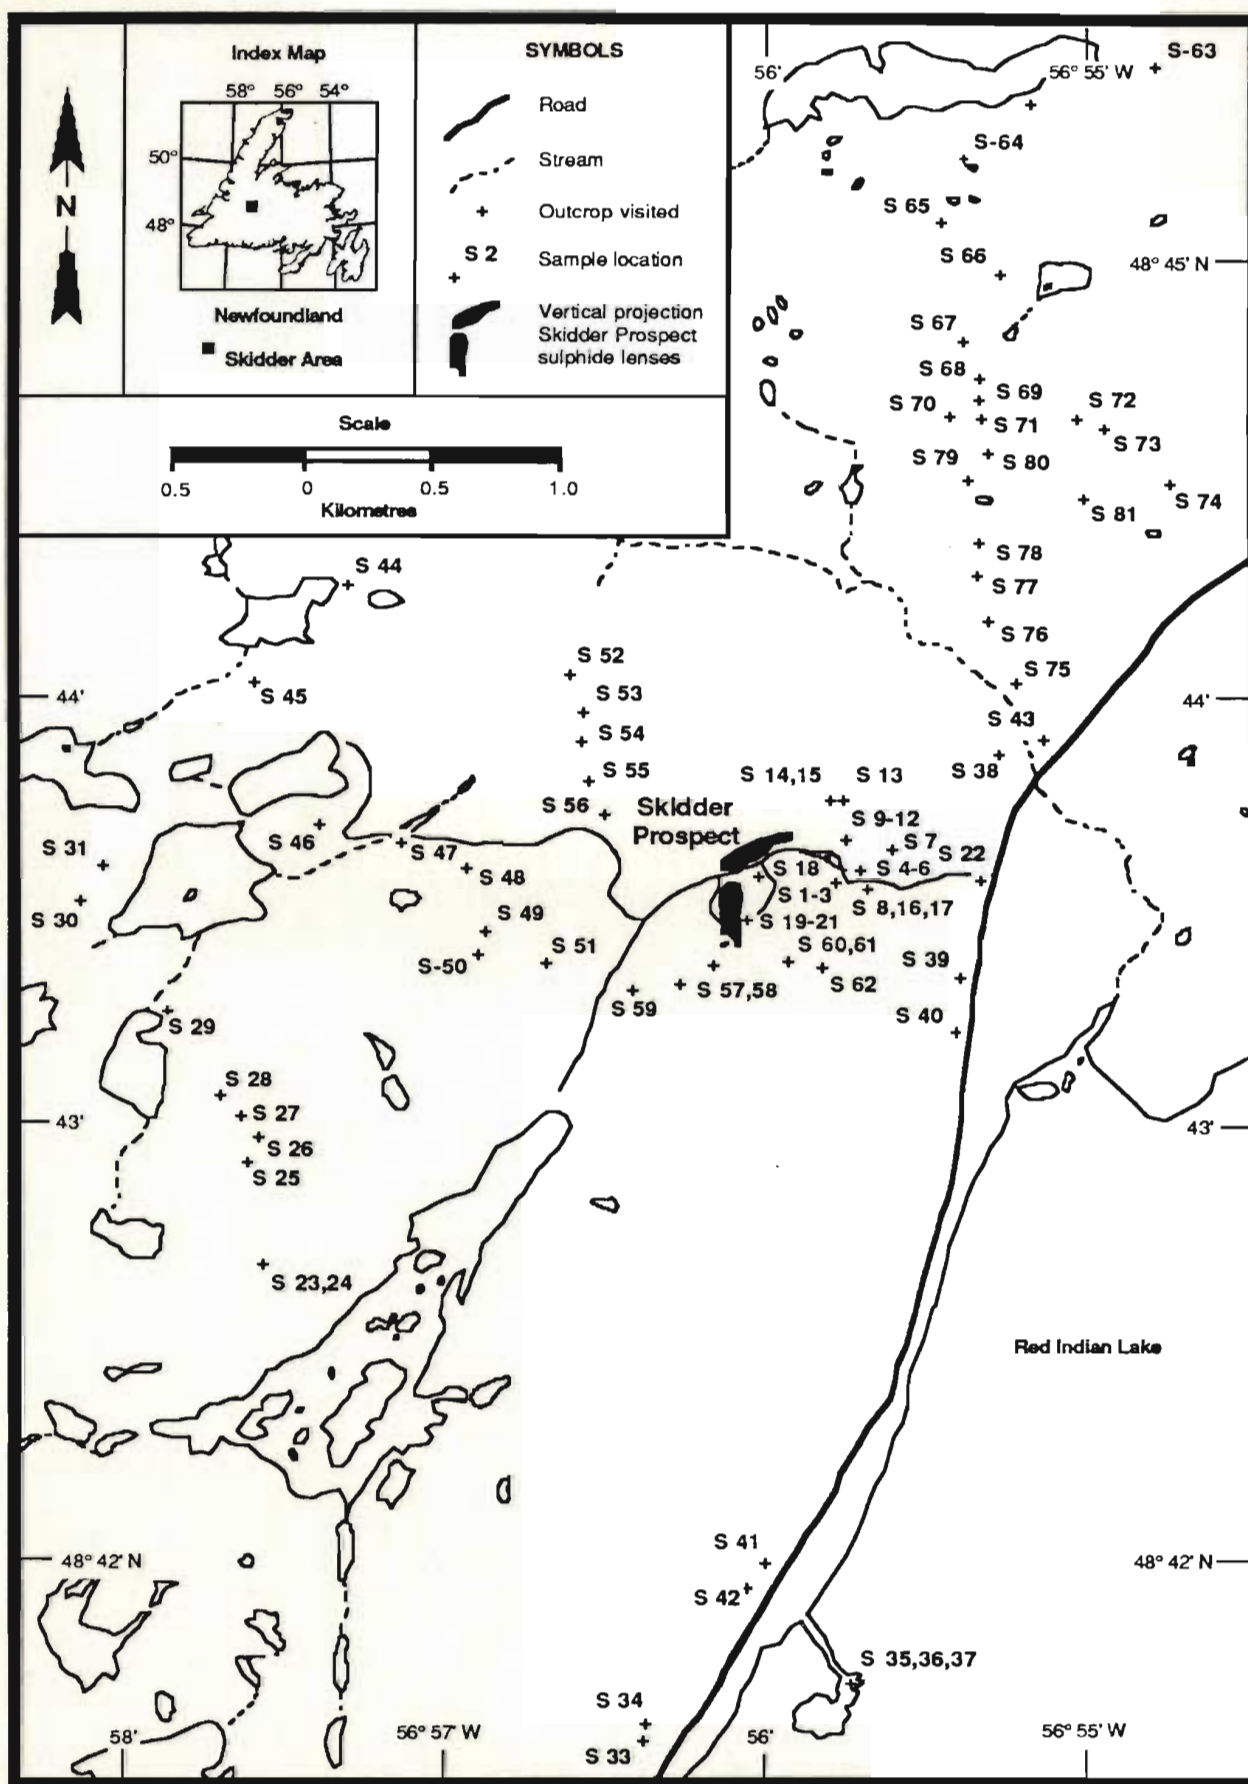 Index Map
58° 56° 54°
50°
48°
Newfoundland
Skidder Area
N
SYMBOLS
Road
Stream
Outcrop visited
S 2
Sample location
Vertical projection
Skidder Prospect
sulphide lenses
Scale
0.5 0 0.5 1.0
Kilometres
56'
56° 55' W
S-63
S-64
S 65
S 66
48° 45' N
S 67
S 68
S 69
S 70
S 71
S 72
S 73
S 79
S 80
S 74
S 81
S 78
S 77
S 76
S 75
S 44
S 52
S 45
S 53
44'
44'
S 54
S 43
S 55
S 14,15
S 13
S 38
S 56
Skidder
Prospect
S 9-12
S 7
S 22
S 46
S 31
S 47
S 18
S 4-6
S 48
S 1-3
S 8,16,17
S 30
S 49
S 19-21
S 51
S 60,61
S 39
S-50
S 57,58
S 62
S 59
S 40
S 29
S 28
S 27
43'
43'
S 26
S 25
S 23,24
Red Indian Lake
S 41
48° 42' N
48° 42' N
S 42
S 35,36,37
S 34
S 33
58'
56° 57' W
56'
56° 55' W